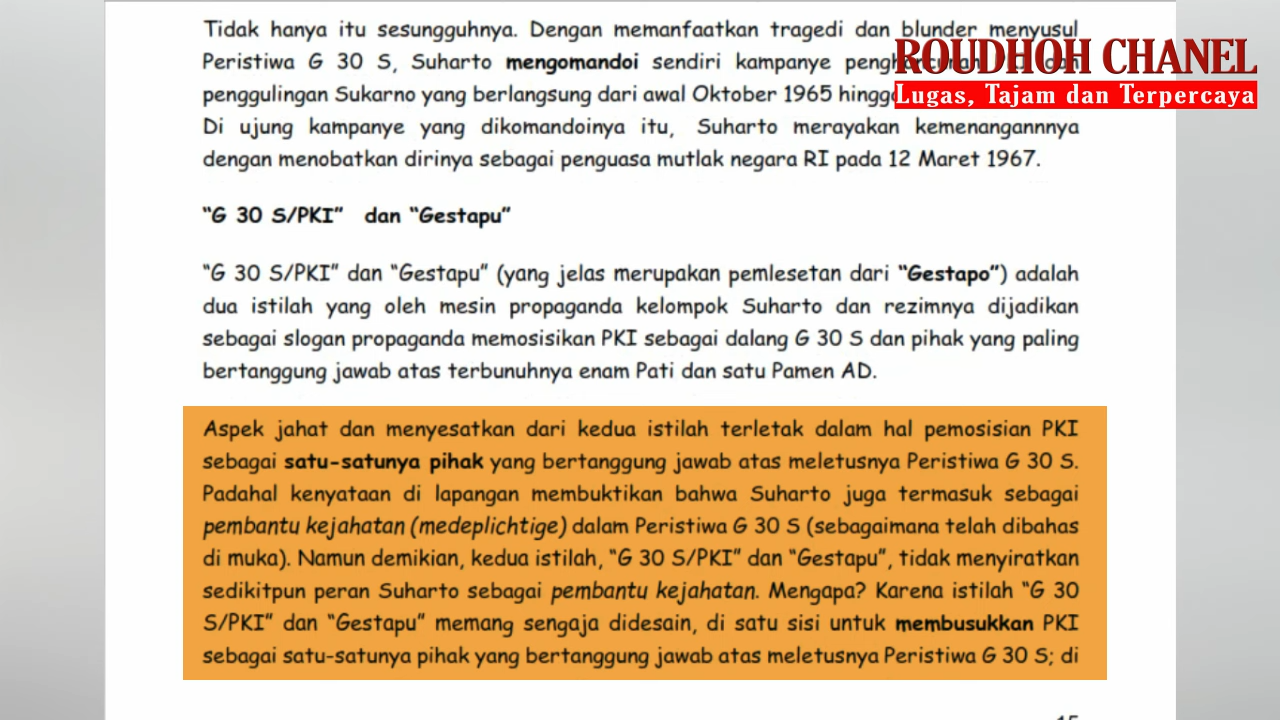 Tidak hanya itu sesungguhnya. Dengan memanfaatkan tragedi dan blunder menyusul
Peristiwa G 30 S, Suharto mengomandoi sendiri kampanye
penggulingan Sukarno yang berlangsung dari awal Oktober 1965
Di ujung kampanye yang dikomandoinya itu, Suharto merayakan kemenangannnya
dengan menobatkan dirinya sebagai penguasa mutlak negara RI pada 12 Maret 1967.
ROUDHOH CHANEL
Lugas, Tajam dan Terpercaya
“G 30 S/PKI” dan “Gestapu”
“G 30 S/PKI” dan “Gestapu” (yang jelas merupakan pemlesetan dari “Gestapo”) adalah
dua istilah yang oleh mesin propaganda kelompok Suharto dan rezimnya dijadikan
sebagai slogan propaganda memosisikan PKI sebagai dalang G 30 S dan pihak yang paling
bertanggung jawab atas terbunuhnya enam Pati dan satu Pamen AD.
Aspek jahat dan menyesatkan dari kedua istilah terletak dalam hal pemosisian PKI
sebagai satu-satunya pihak yang bertanggung jawab atas meletusnya Peristiwa G 30 S.
Padahal kenyataan di lapangan membuktikan bahwa Suharto juga termasuk sebagai
pembantu kejahatan (medeplichtige) dalam Peristiwa G 30 S (sebagaimana telah dibahas
di muka). Namun demikian, kedua istilah, “G 30 S/PKI” dan “Gestapu”, tidak menyiratkan
sedikitpun peran Suharto sebagai pembantu kejahatan. Mengapa? Karena istilah “G 30
S/PKI” dan “Gestapu” memang sengaja didesain, di satu sisi untuk membusukkan PKI
sebagai satu-satunya pihak yang bertanggung jawab atas meletusnya Peristiwa G 30 S; di